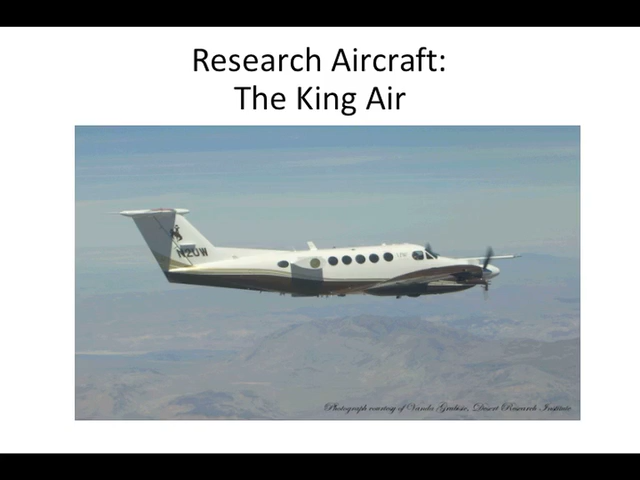 Research Aircraft:
The King Air
N2UW
Photograph courtesy of Vanda Grubisic, Desert Research Institute